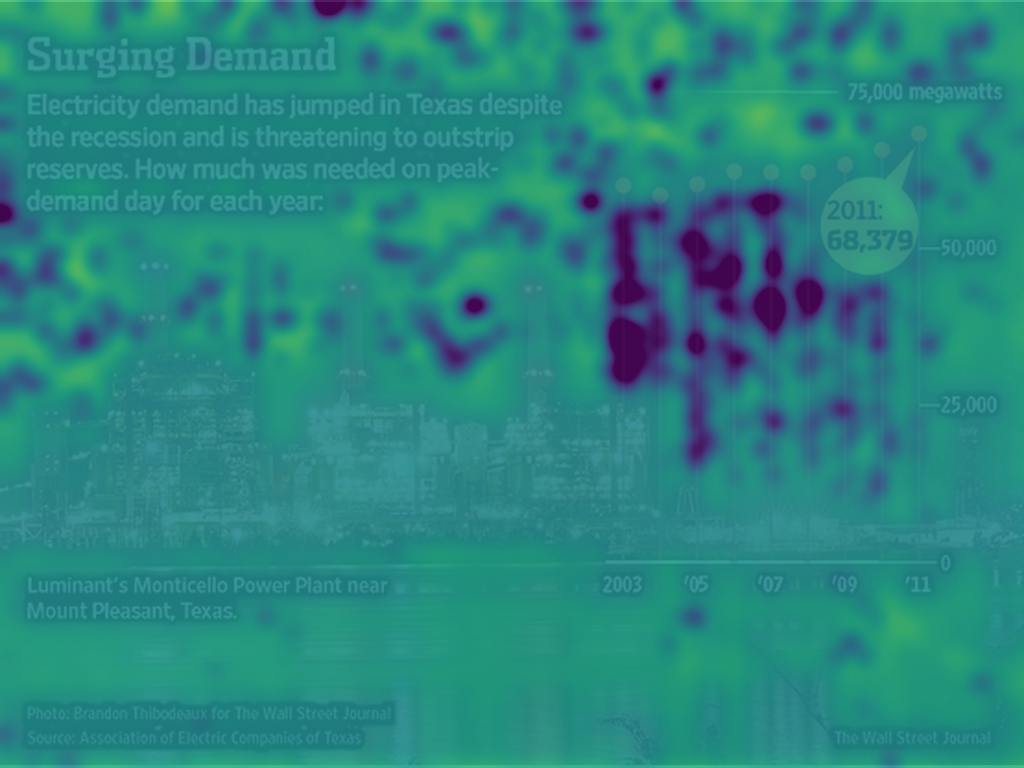 Surging Demand
Electricity demand has jumped in Texas despite
the recession and is threatening to outstrip
reserves. How much was needed on peak-
demand day for each year:
75,000 megawatts
2011:
68,379
50,000
25,000
0
2003 '05 '07 '09 '11
Luminant's Monticello Power Plant near
Mount Pleasant, Texas.
Photo: Brandon Thibodeaux for The Wall Street Journal
Source: Association of Electric Companies of Texas
The Wall Street Journal